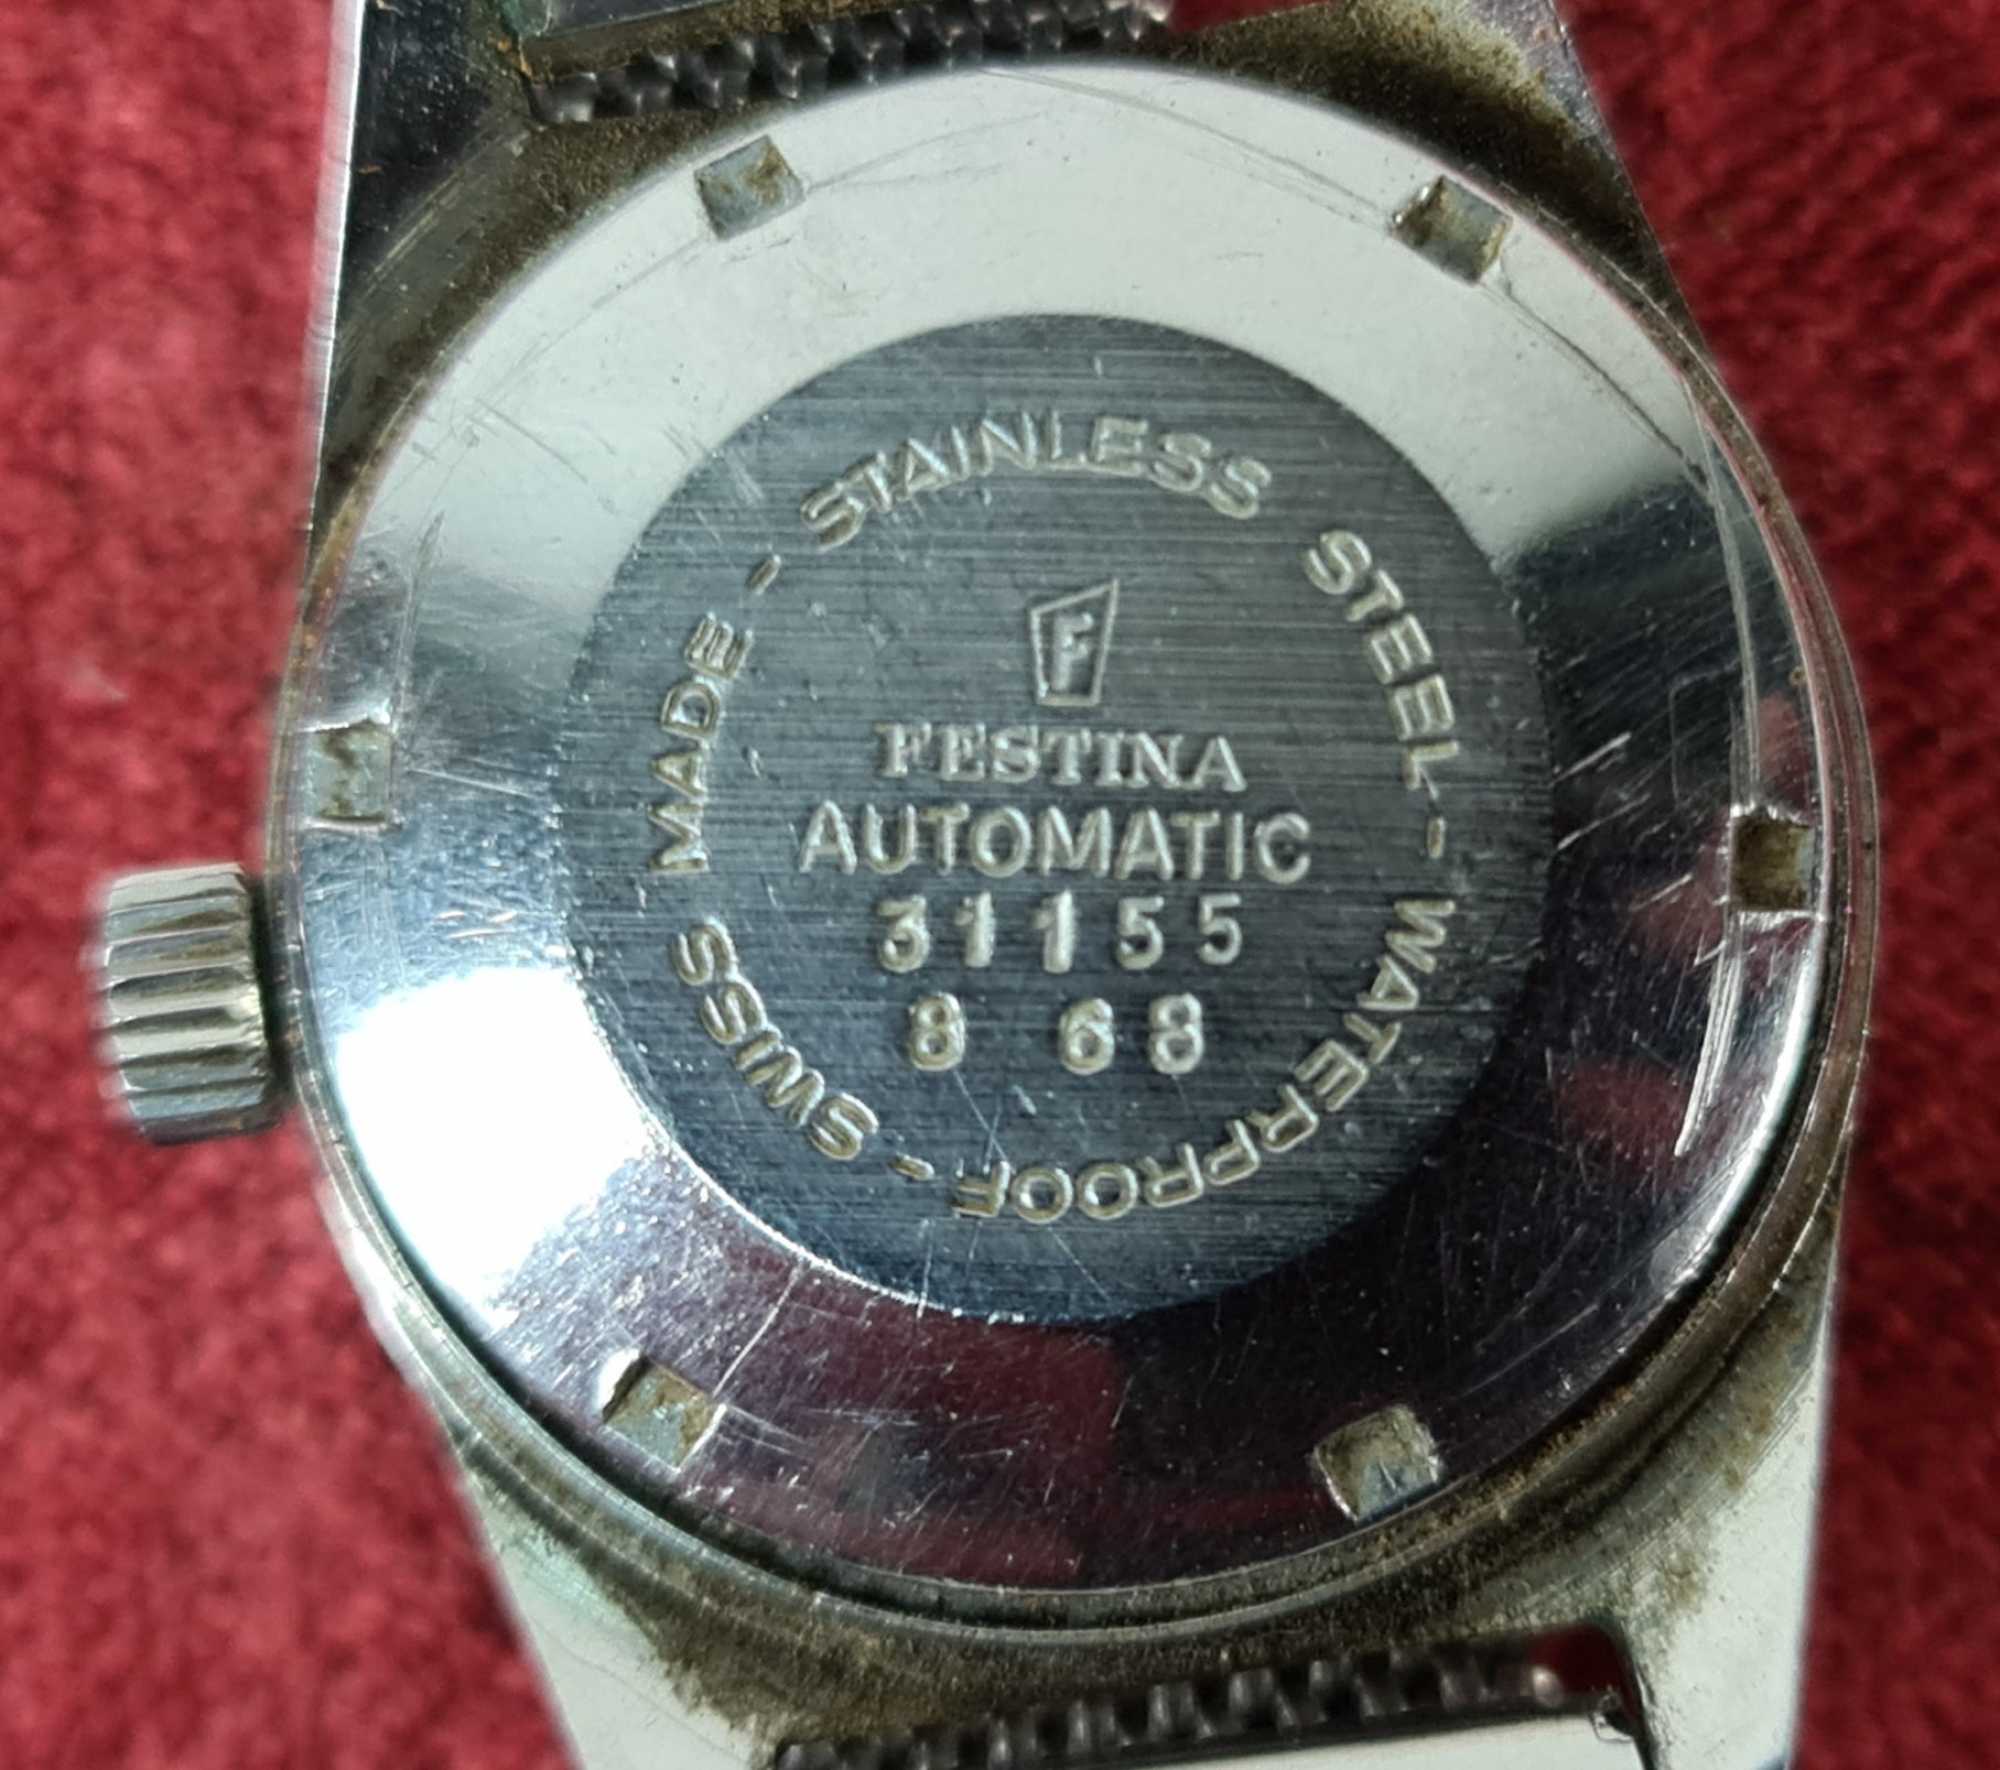 STAINLESS STEEL - WATERPROOF - SWISS MADE -
F
FESTINA
AUTOMATIC
31155
8 68